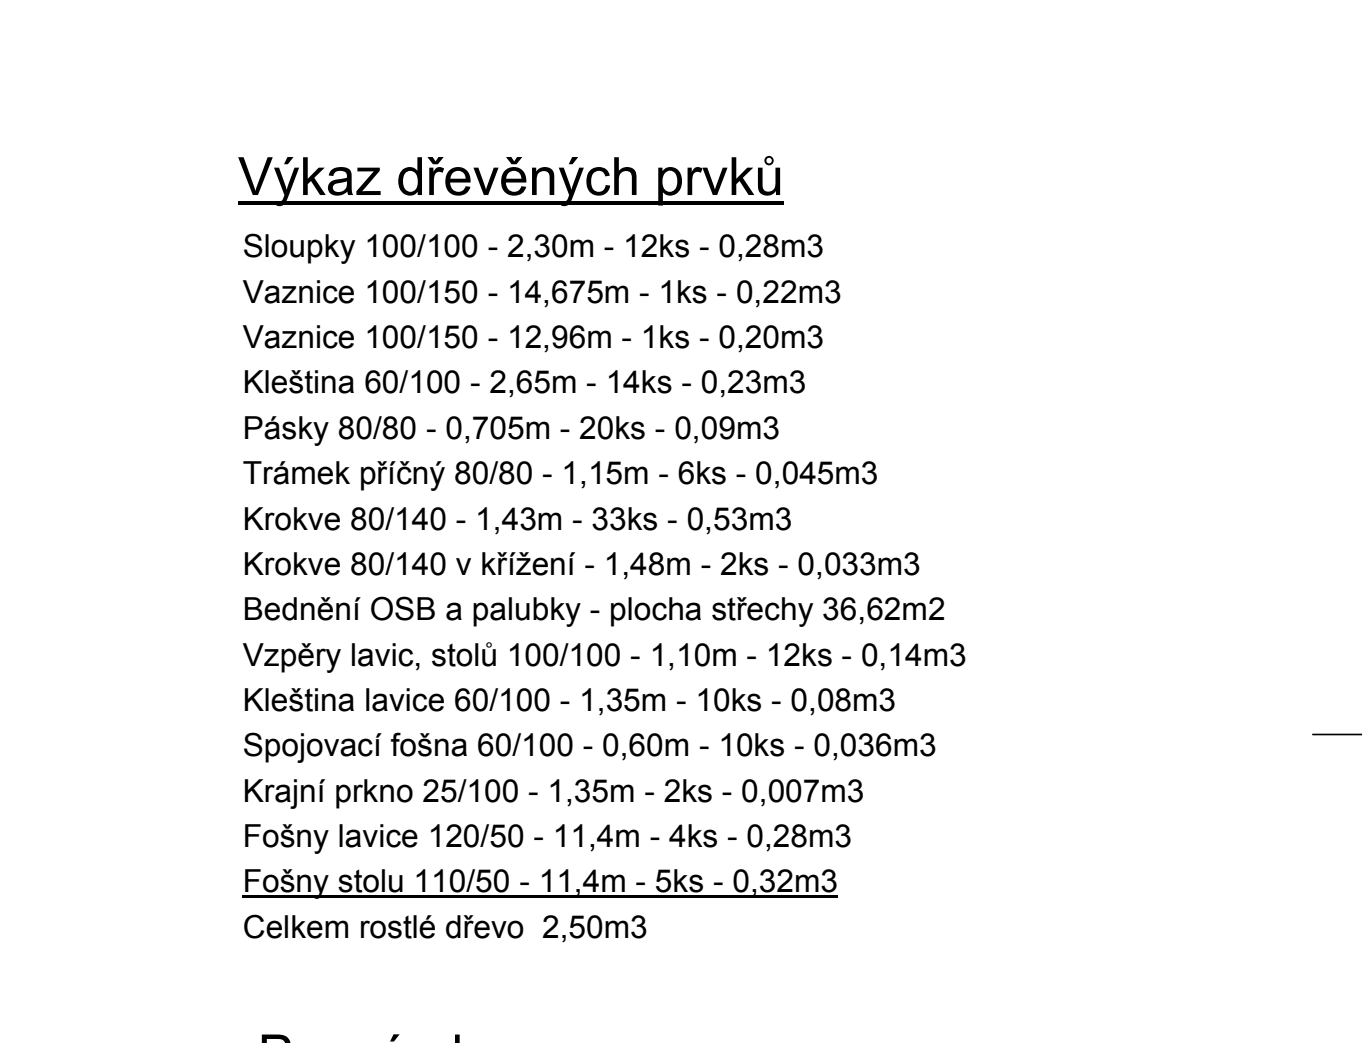 Výkaz dřevěných prvků
Sloupky 100/100 - 2,30m - 12ks - 0,28m3
Vaznice 100/150 - 14,675m - 1ks - 0,22m3
Vaznice 100/150 - 12,96m - 1ks - 0,20m3
Kleština 60/100 - 2,65m - 14ks - 0,23m3
Pásky 80/80 - 0,705m - 20ks - 0,09m3
Trámek příčný 80/80 - 1,15m - 6ks - 0,045m3
Krokve 80/140 - 1,43m - 33ks - 0,53m3
Krokve 80/140 v křížení - 1,48m - 2ks - 0,033m3
Bednění OSB a palubky - plocha střechy 36,62m2
Vzpěry lavic, stolů 100/100 - 1,10m - 12ks - 0,14m3
Kleština lavice 60/100 - 1,35m - 10ks - 0,08m3
Spojovací fošna 60/100 - 0,60m - 10ks - 0,036m3
Krajní prkno 25/100 - 1,35m - 2ks - 0,007m3
Fošny lavice 120/50 - 11,4m - 4ks - 0,28m3
Fošny stolu 110/50 - 11,4m - 5ks - 0,32m3
Celkem rostlé dřevo  2,50m3